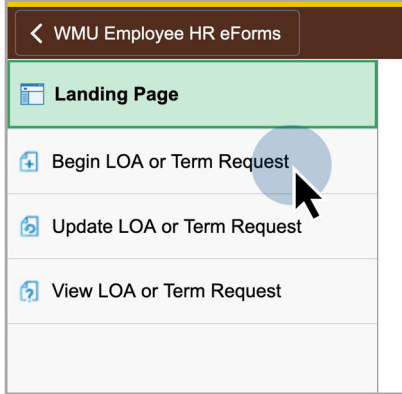 WMU Employee HR eForms
Landing Page
Begin LOA or Term Request
Update LOA or Term Request
View LOA or Term Request